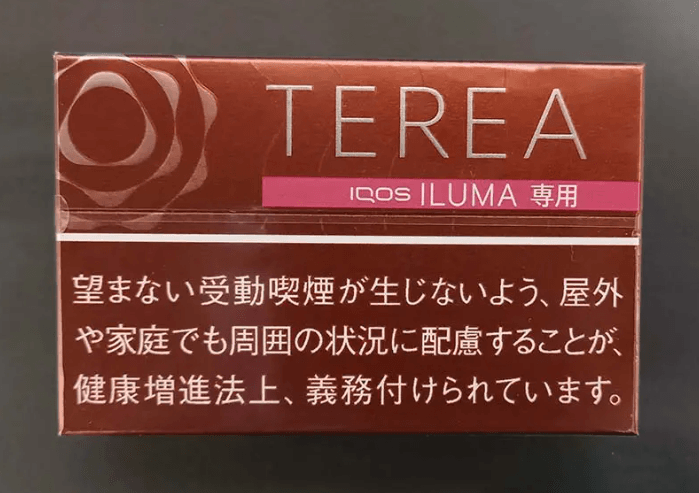 TEREA
IQOS ILUMA 専用
望まない受動喫煙が生じないよう、屋外
や家庭でも周囲の状況に配慮することが、
健康増進法上、義務付けられています。